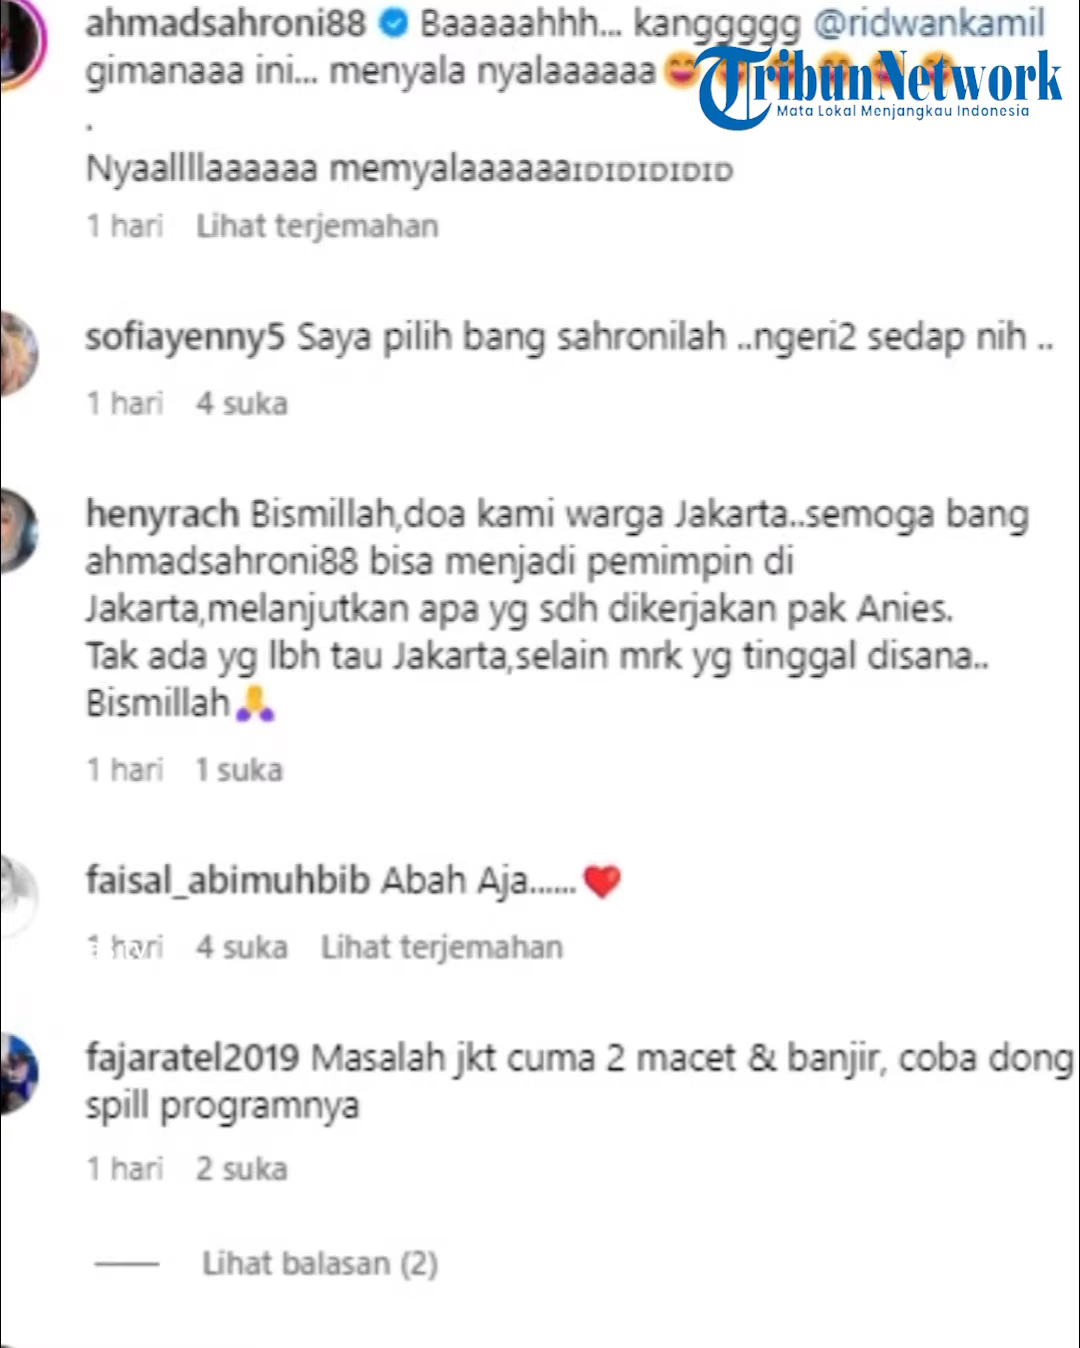 ahmadsahroni88 Baaaaahhh... kanggggg @ridwankamil
gimanaaa ini... menyala nyalaaaaaa
TribunNetwork
Mata Lokal Menjangkau Indonesia
.
Nyaallllaaaaaa memyalaaaaaaIDIDIDIDID
1 hari Lihat terjemahan
sofiayenny5 Saya pilih bang sahronilah ..ngeri2 sedap nih ..
1 hari 4 suka
henyrach Bismillah,doa kami warga Jakarta..semoga bang
ahmadsahroni88 bisa menjadi pemimpin di
Jakarta,melanjutkan apa yg sdh dikerjakan pak Anies.
Tak ada yg lbh tau Jakarta,selain mrk yg tinggal disana..
Bismillah🙏
1 hari 1 suka
faisal_abimuhbib Abah Aja......❤️
1 hari 4 suka Lihat terjemahan
fajaratel2019 Masalah jkt cuma 2 macet & banjir, coba dong
spill programnya
1 hari 2 suka
Lihat balasan (2)